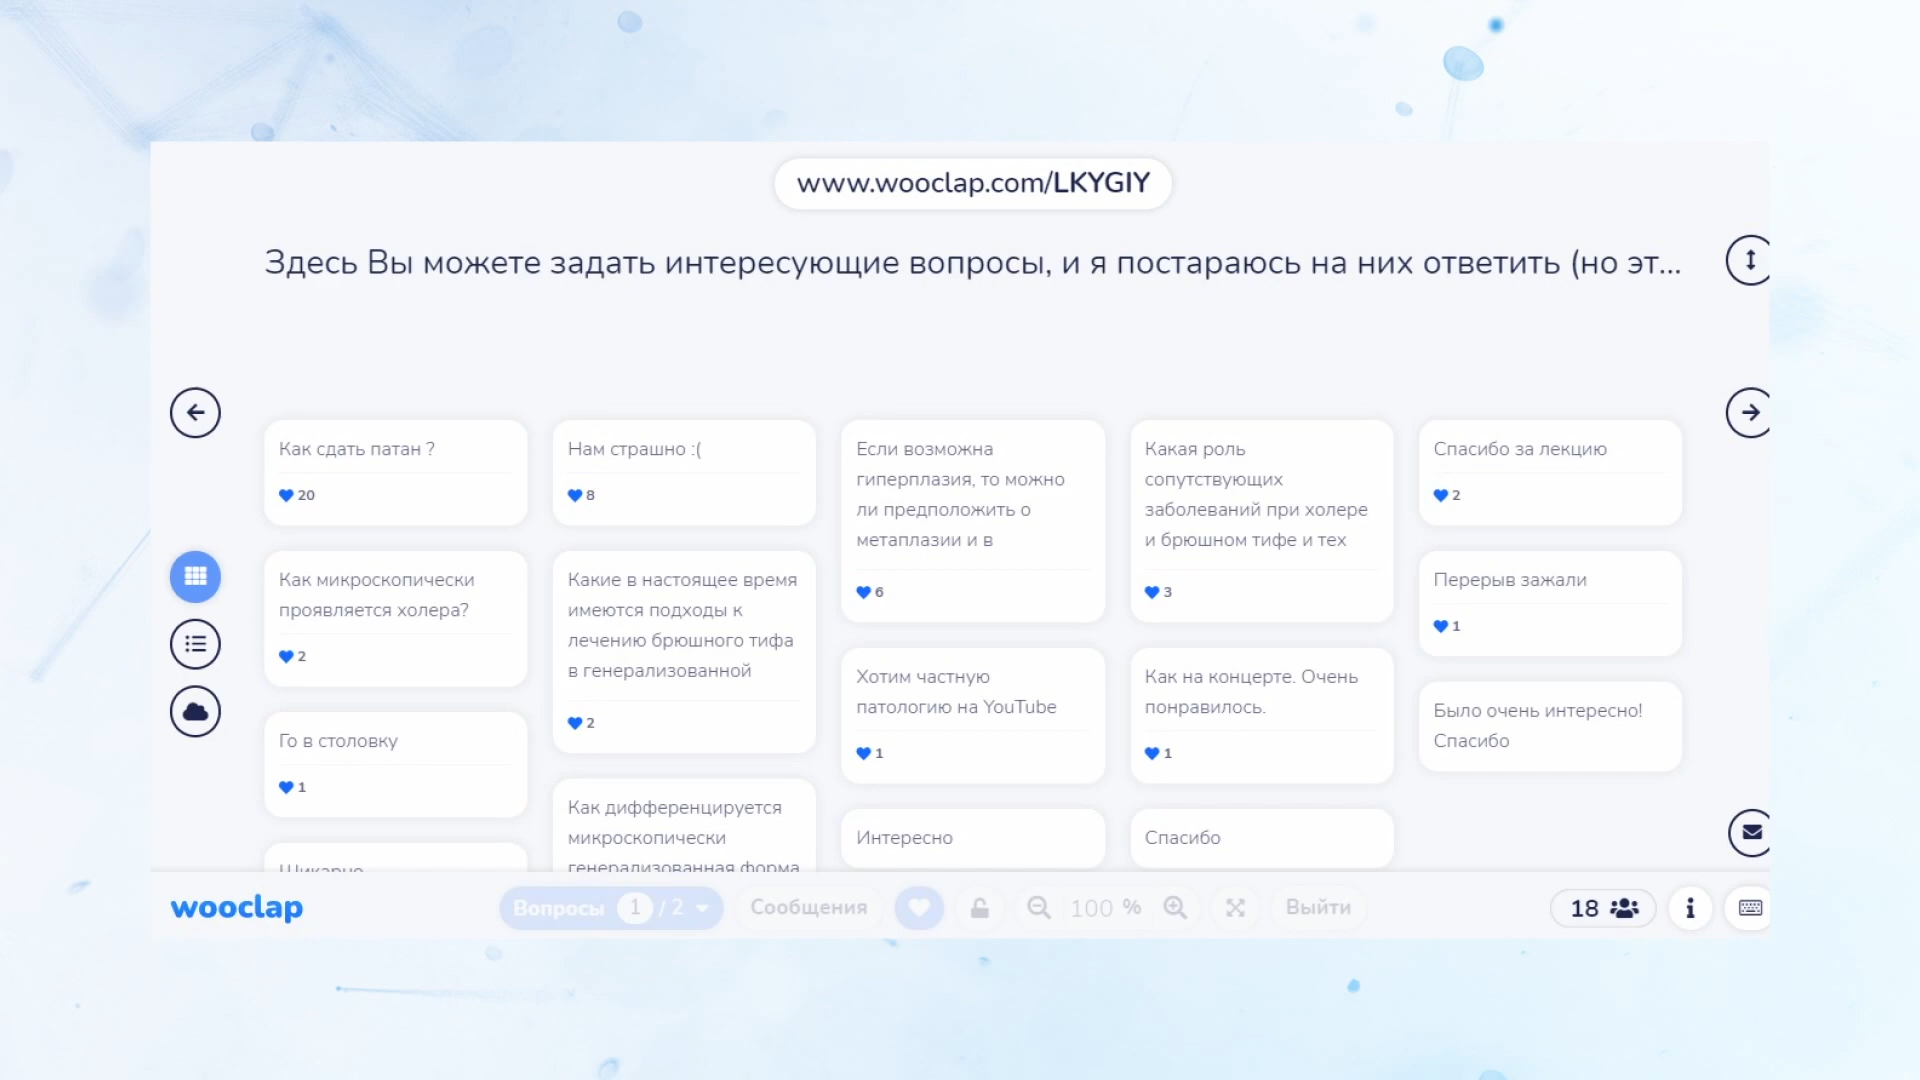 www.wooclap.com/LKYGIY
Здесь Вы можете задать интересующие вопросы, и я постараюсь на них ответить (но эт...
Как сдать патан ?
20
Как микроскопически
проявляется холера?
2
Го в столовку
1
Шикарно
Нам страшно :(
8
Какие в настоящее время
имеются подходы к
лечению брюшного тифа
в генерализованной
2
Как дифференцируется
микроскопически
генерализованная форма
Если возможна
гиперплазия, то можно
ли предположить о
метаплазии и в
6
Хотим частную
патологию на YouTube
1
Интересно
Какая роль
сопутствующих
заболеваний при холере
и брюшном тифе и тех
3
Как на концерте. Очень
понравилось.
1
Спасибо
Спасибо за лекцию
2
Перерыв зажали
1
Было очень интересно!
Спасибо
wooclap
Вопросы 1 / 2
Сообщения
100 %
Выйти
18